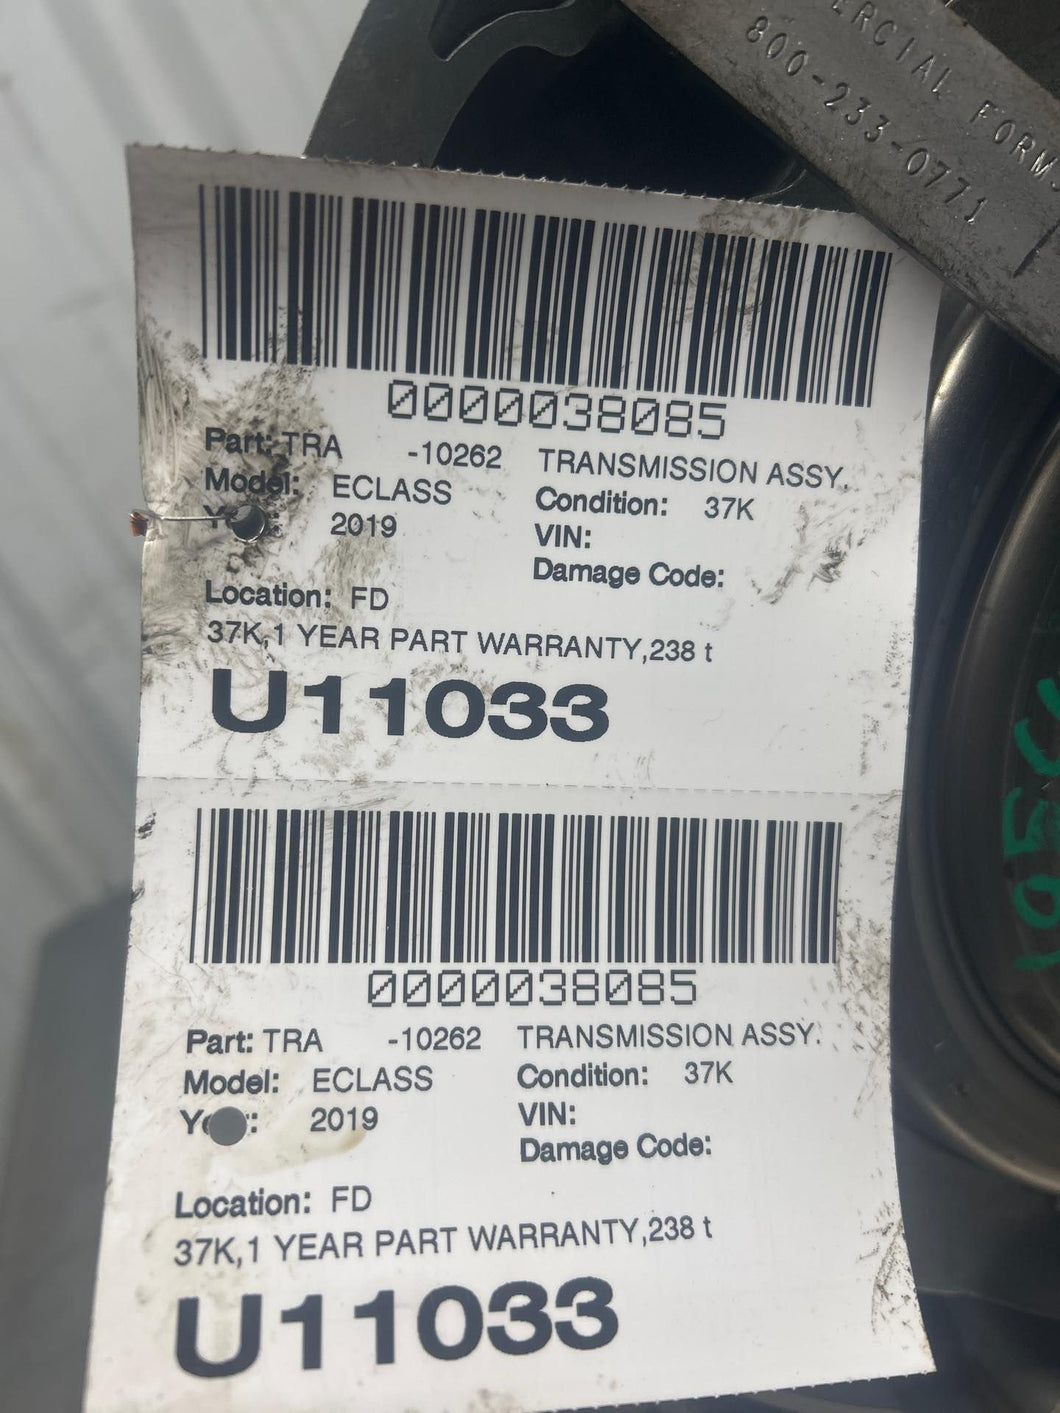 800-233-0771
0000038085
Part: TRA -10262 TRANSMISSION ASSY.
Model: ECLASS Condition: 37K
2019 VIN:
Damage Code:
Location: FD
37K,1 YEAR PART WARRANTY,238 t
U11033
0000038085
Part: TRA -10262 TRANSMISSION ASSY.
Model: ECLASS Condition: 37K
2019 VIN:
Damage Code:
Location: FD
37K,1 YEAR PART WARRANTY,238 t
U11033